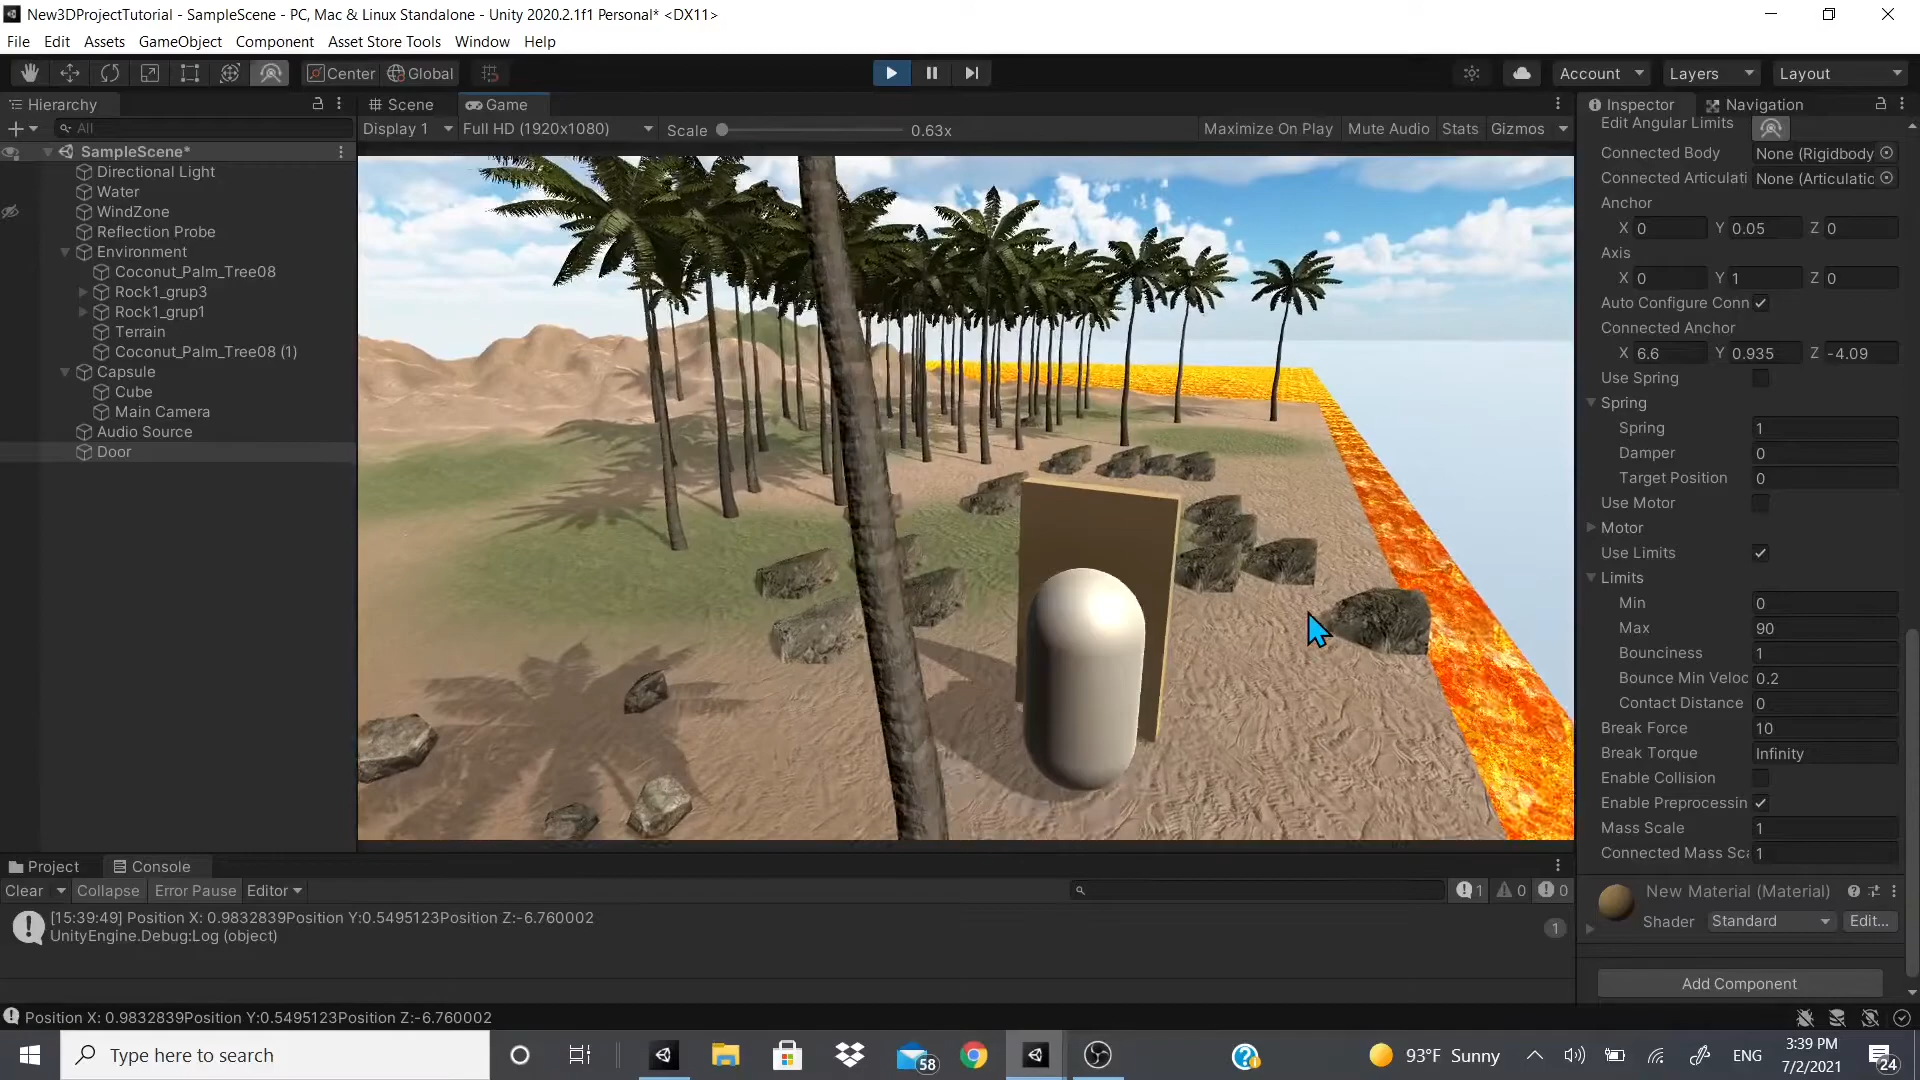 New3DProjectTutorial - SampleScene - PC, Mac & Linux Standalone - Unity 2020.2.1f1 Personal* <DX11>
File Edit Assets GameObject Component Asset Store Tools Window Help
Center Global Account Layers Layout
Hierarchy
All
SampleScene*
Directional Light
Water
WindZone
Reflection Probe
Environment
Coconut_Palm_Tree08
Rock1_grup3
Rock1_grup1
Terrain
Coconut_Palm_Tree08 (1)
Capsule
Cube
Main Camera
Audio Source
Door
Scene Game
Display 1 Full HD (1920x1080) Scale 0.63x Maximize On Play Mute Audio Stats Gizmos
Inspector Navigation
Edit Angular Limits
Connected Body None (Rigidbody
Connected Articulati None (Articulatic
Anchor
X 0 Y 0.05 Z 0
Axis
X 0 Y 1 Z 0
Auto Configure Conn
Connected Anchor
X 6.6 Y 0.935 Z -4.09
Use Spring
Spring
Spring 1
Damper 0
Target Position 0
Use Motor
Motor
Use Limits
Limits
Min 0
Max 90
Bounciness 1
Bounce Min Veloc 0.2
Contact Distance 0
Break Force 10
Break Torque Infinity
Enable Collision
Enable Preprocessin
Mass Scale 1
Connected Mass Sca 1
New Material (Material)
Shader Standard Edit...
Add Component
Project Console
Clear Collapse Error Pause Editor 1 0 0
[15:39:49] Position X: 0.9832839Position Y:0.5495123Position Z:-6.760002
UnityEngine.Debug:Log (object)
1
Position X: 0.9832839Position Y:0.5495123Position Z:-6.760002
Type here to search
58
93°F Sunny
ENG
3:39 PM
7/2/2021
24